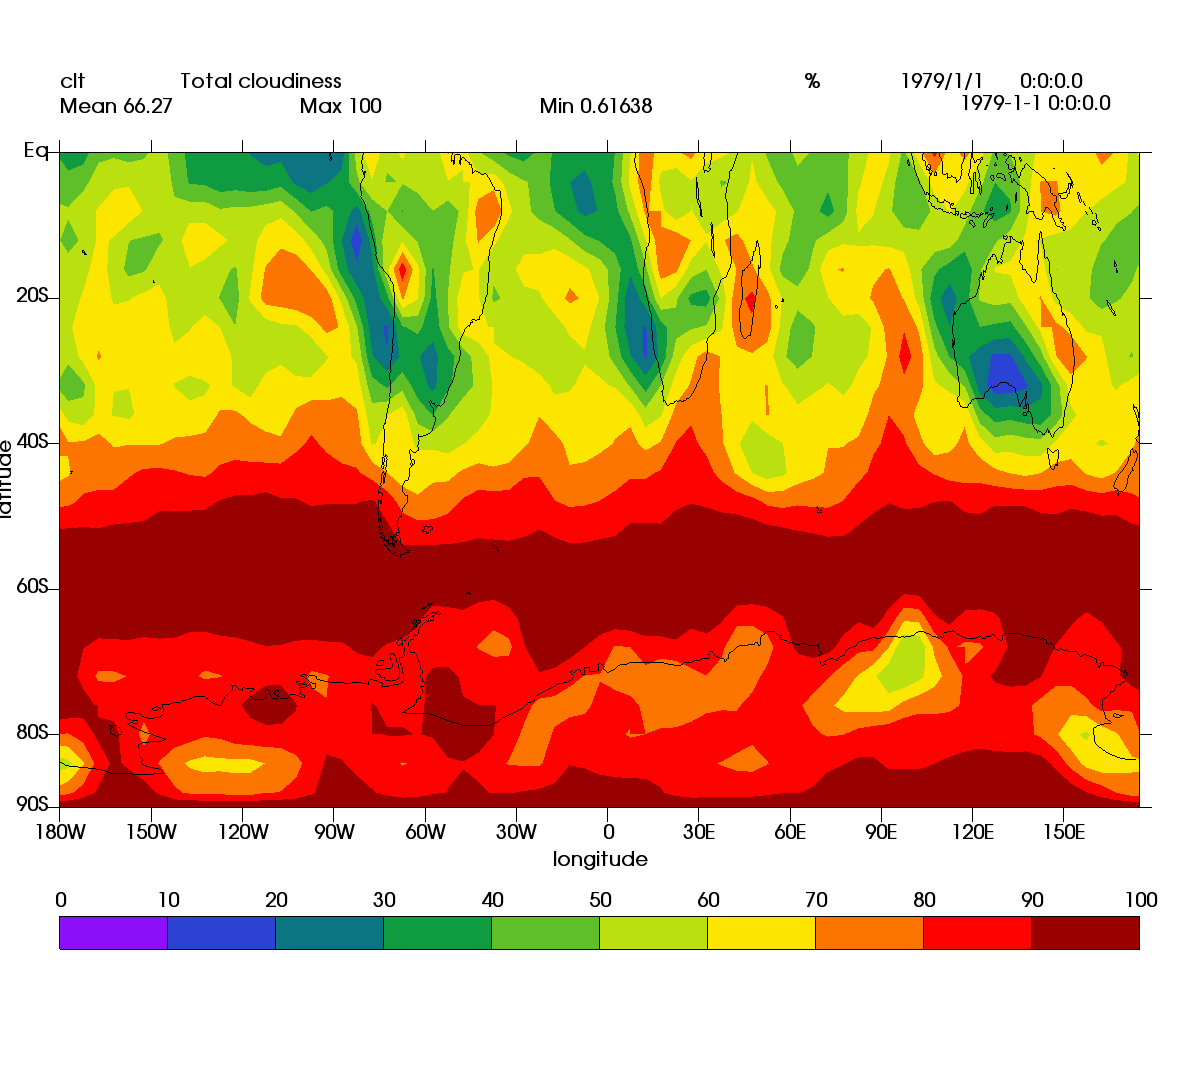 clt Total cloudiness % 1979/1/1 0:0:0.0
Mean 66.27 Max 100 Min 0.61638 1979-1-1 0:0:0.0
Eq
20S
40S
latitude
60S
80S
90S
180W 150W 120W 90W 60W 30W 0 30E 60E 90E 120E 150E
longitude
0 10 20 30 40 50 60 70 80 90 100